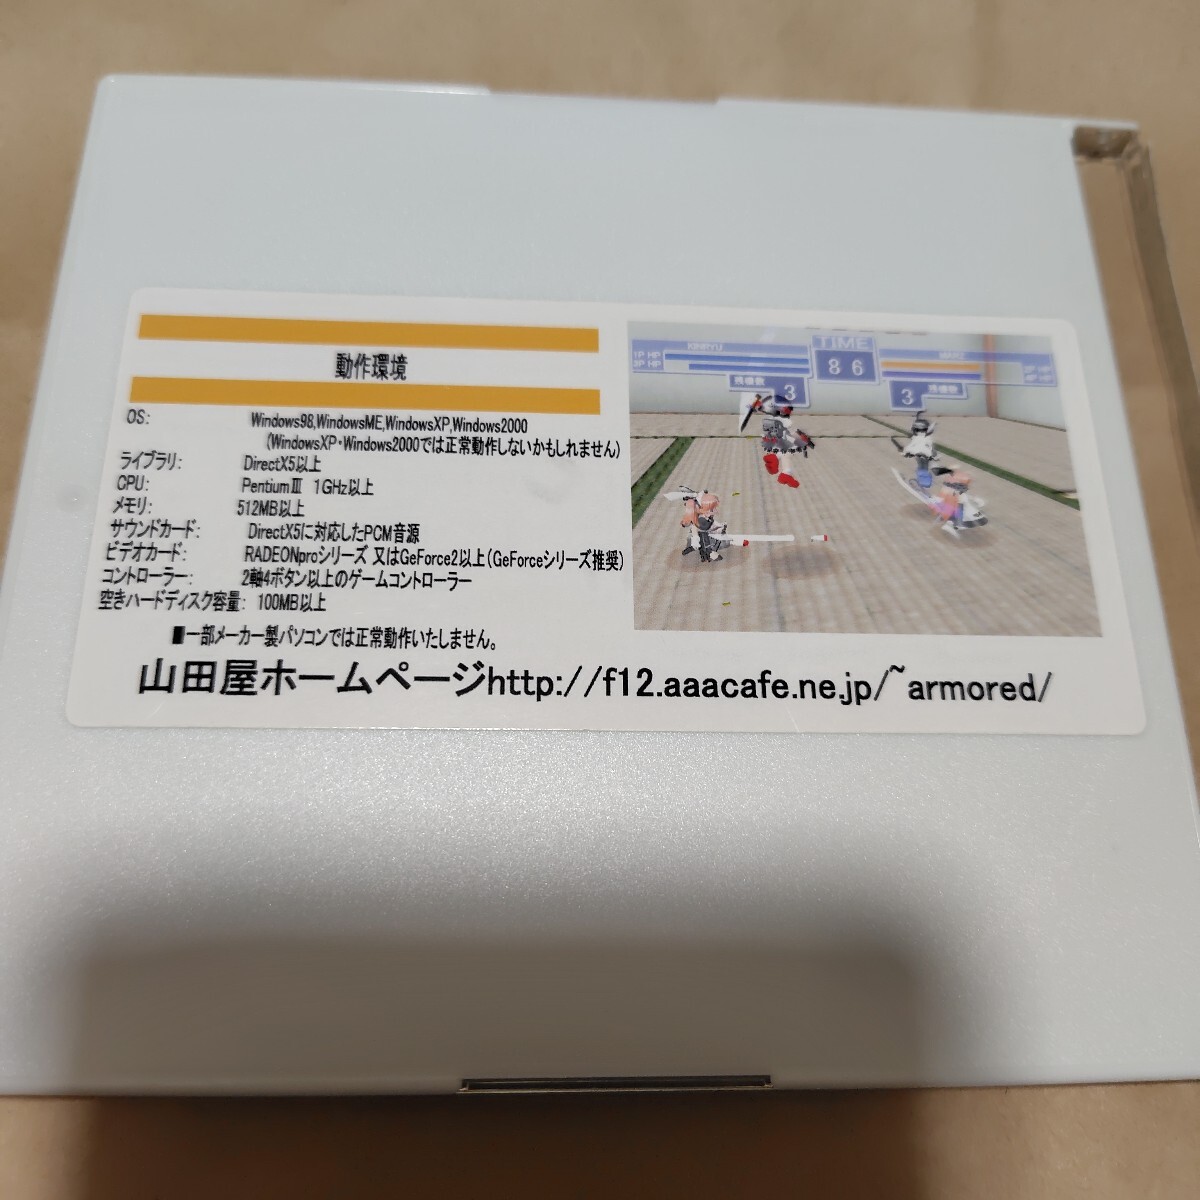 動作環境
OS: Windows98,WindowsME,WindowsXP,Windows2000
(WindowsXP・Windows2000では正常動作しないかもしれません)
ライブラリ: DirectX5以上
CPU: PentiumⅢ 1GHz以上
メモリ: 512MB以上
サウンドカード: DirectX5に対応したPCM音源
ビデオカード: RADEONproシリーズ 又はGeForce2以上(GeForceシリーズ推奨)
コントローラー: 2軸4ボタン以上のゲームコントローラー
空きハードディスク容量: 100MB以上
■一部メーカー製パソコンでは正常動作いたしません。
山田屋ホームページhttp://f12.aaacafe.ne.jp/~armored/
TIME
86
1P HP
2P HP
残機数 3
3 残機数